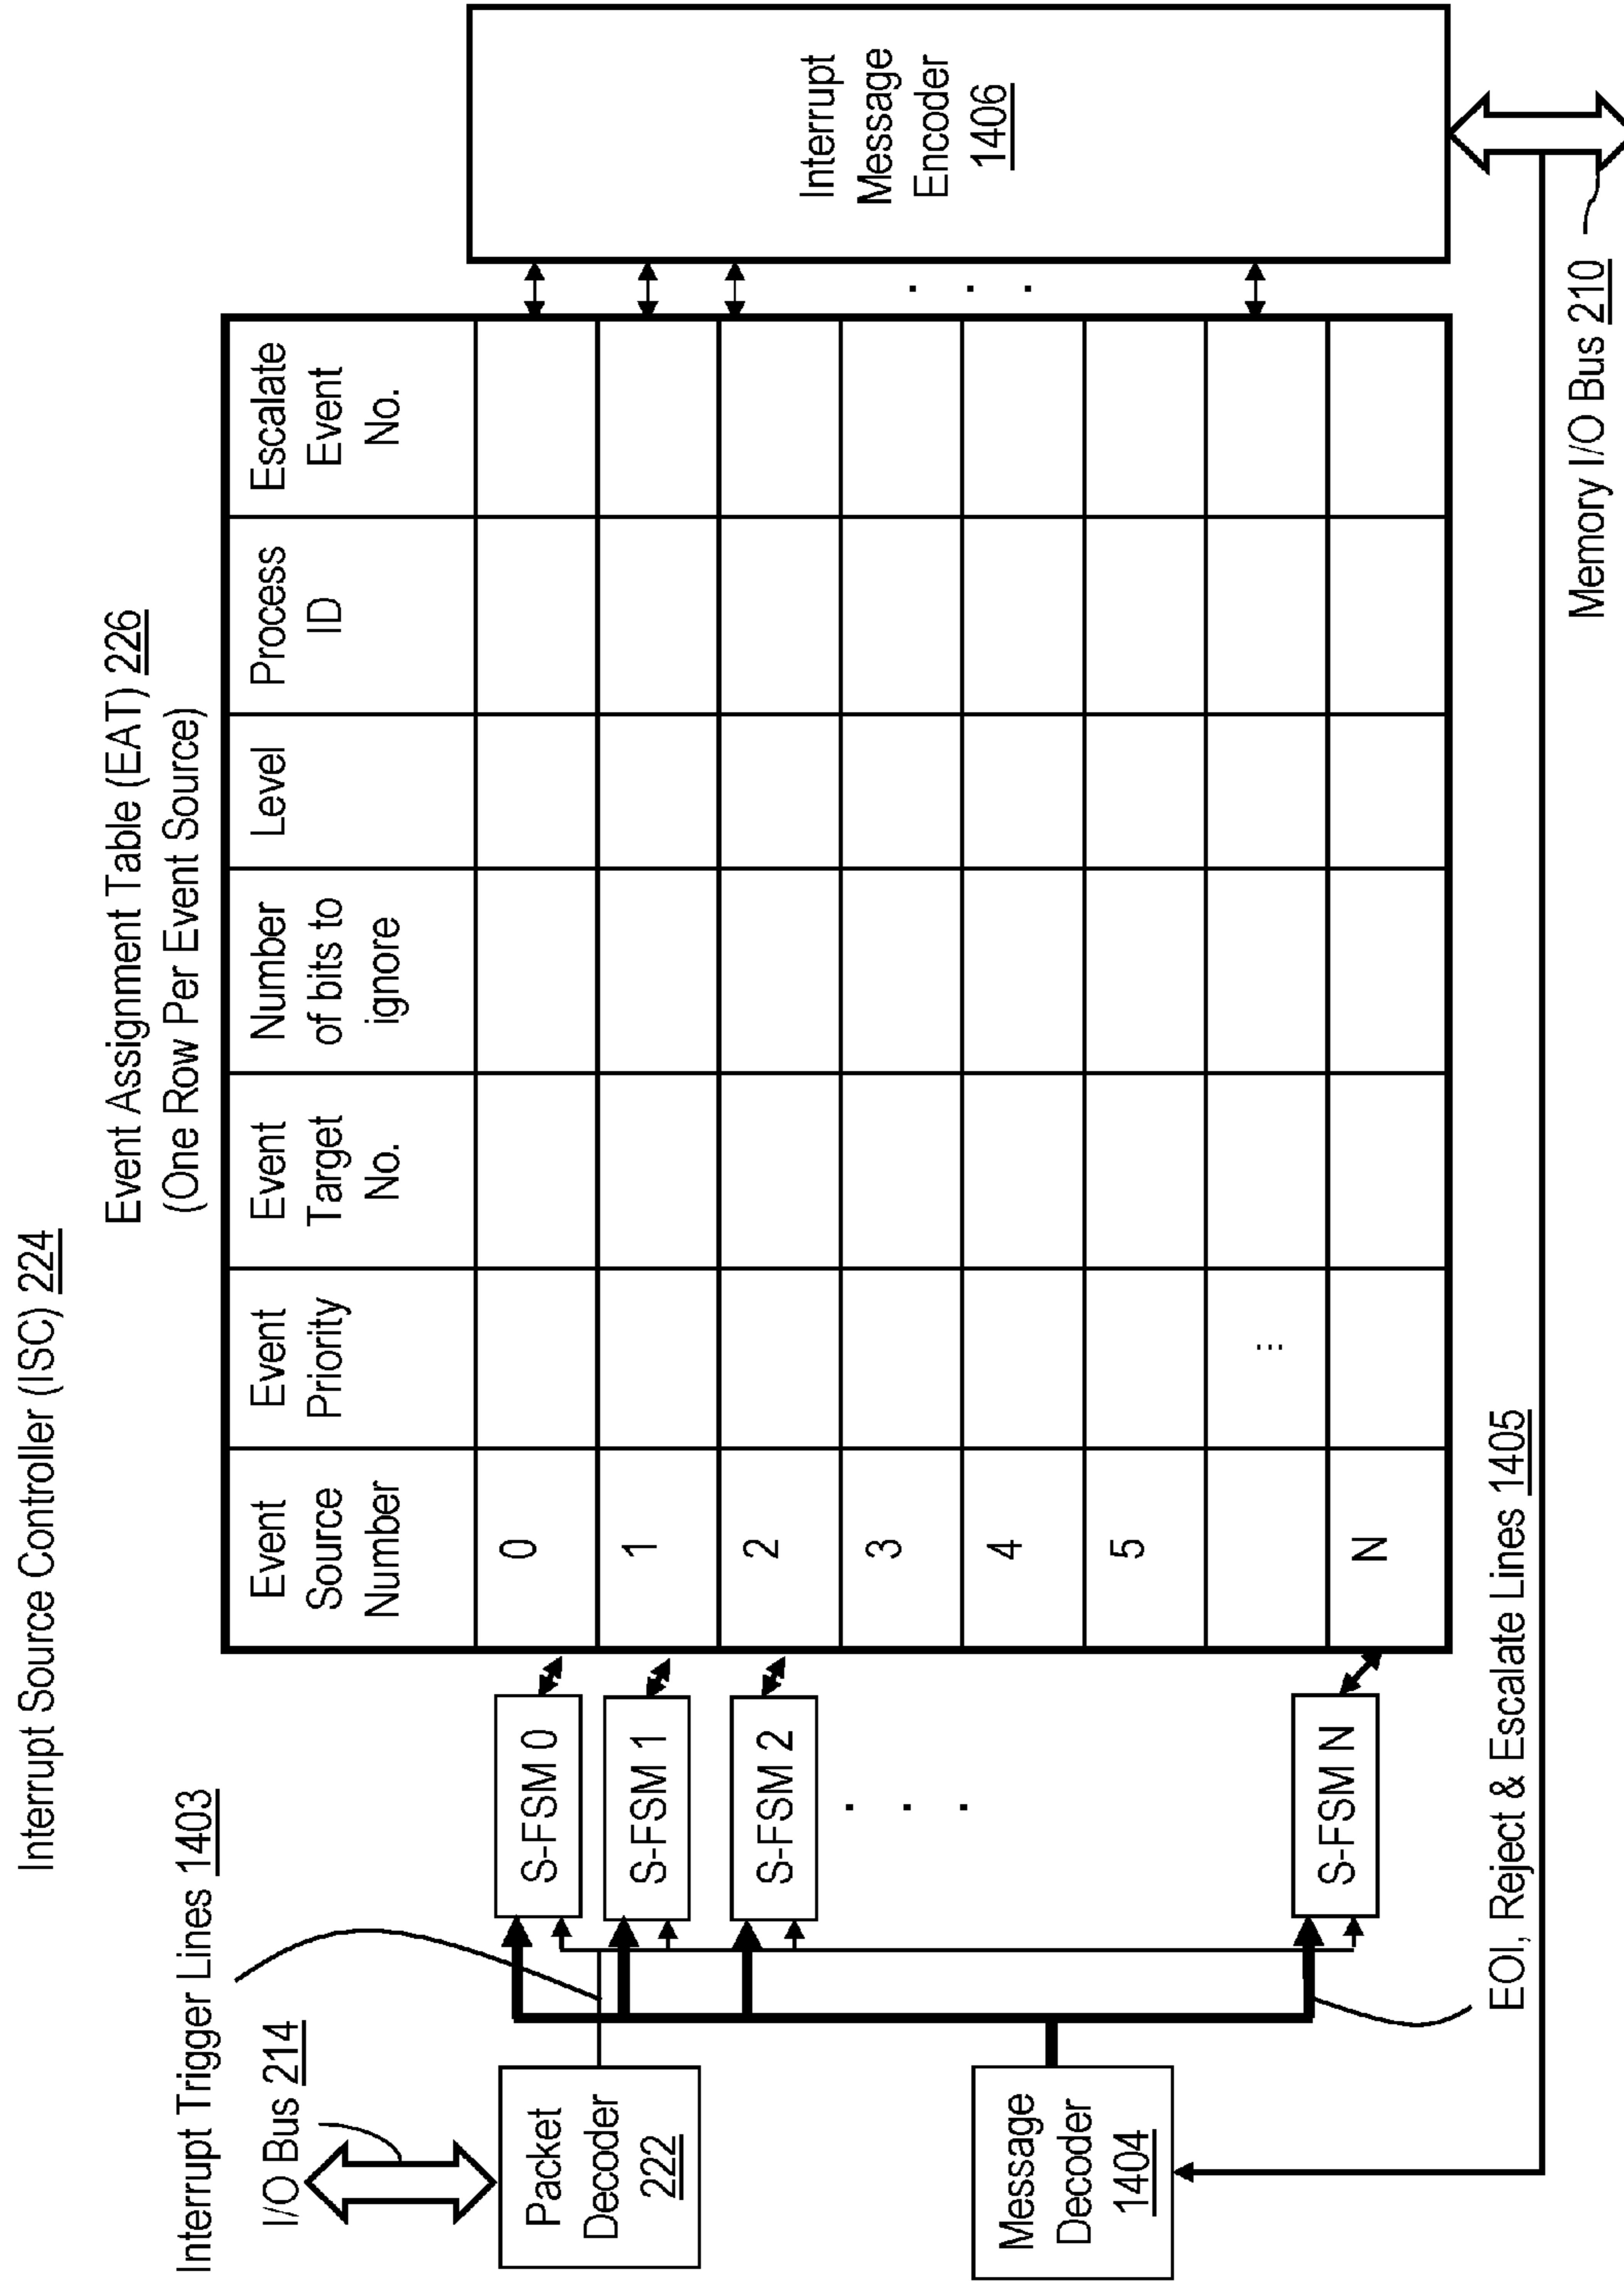 Interrupt Source Controller (ISC) 224
Event Assignment Table (EAT) 226
(One Row Per Event Source)
Interrupt Trigger Lines 1403
I/O Bus 214
Packet
Decoder
222
Message
Decoder
1404
S-FSM 0
S-FSM 1
S-FSM 2
. . .
S-FSM N
Event
Source
Number
Event
Priority
Event
Target
No.
Number
of bits to
ignore
Level
Process
ID
Escalate
Event
No.
0
1
2
3
4
5
...
N
. . .
Interrupt
Message
Encoder
1406
EOI, Reject & Escalate Lines 1405
Memory I/O Bus 210